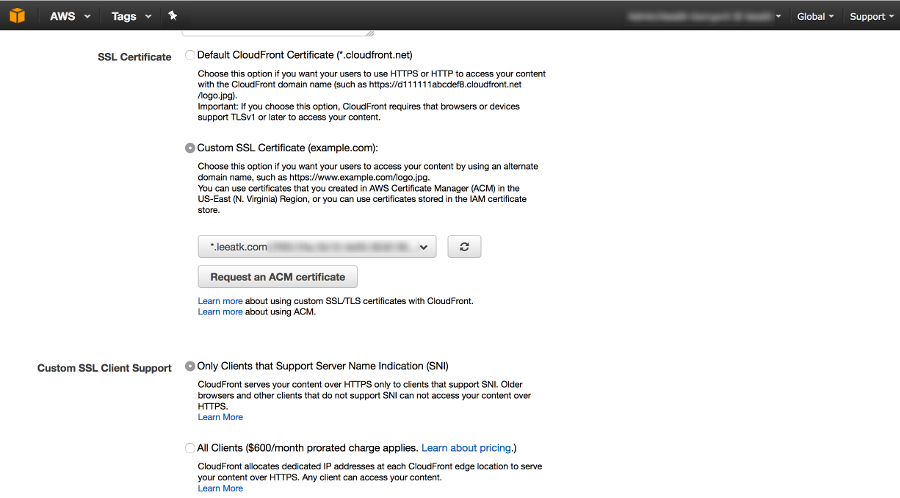 AWS Tags Global Support
SSL Certificate Default CloudFront Certificate (*.cloudfront.net)
Choose this option if you want your users to use HTTPS or HTTP to access your content
with the CloudFront domain name (such as https://d111111abcdef8.cloudfront.net
/logo.jpg).
Important: If you choose this option, CloudFront requires that browsers or devices
support TLSv1 or later to access your content.
Custom SSL Certificate (example.com):
Choose this option if you want your users to access your content by using an alternate
domain name, such as https://www.example.com/logo.jpg.
You can use certificates that you created in AWS Certificate Manager (ACM) in the
US-East (N. Virginia) Region, or you can use certificates stored in the IAM certificate
store.
*.leeatk.com
Request an ACM certificate
Learn more about using custom SSL/TLS certificates with CloudFront.
Learn more about using ACM.
Custom SSL Client Support Only Clients that Support Server Name Indication (SNI)
CloudFront serves your content over HTTPS only to clients that support SNI. Older
browsers and other clients that do not support SNI can not access your content over
HTTPS.
Learn More
All Clients ($600/month prorated charge applies. Learn about pricing.)
CloudFront allocates dedicated IP addresses at each CloudFront edge location to serve
your content over HTTPS. Any client can access your content.
Learn More